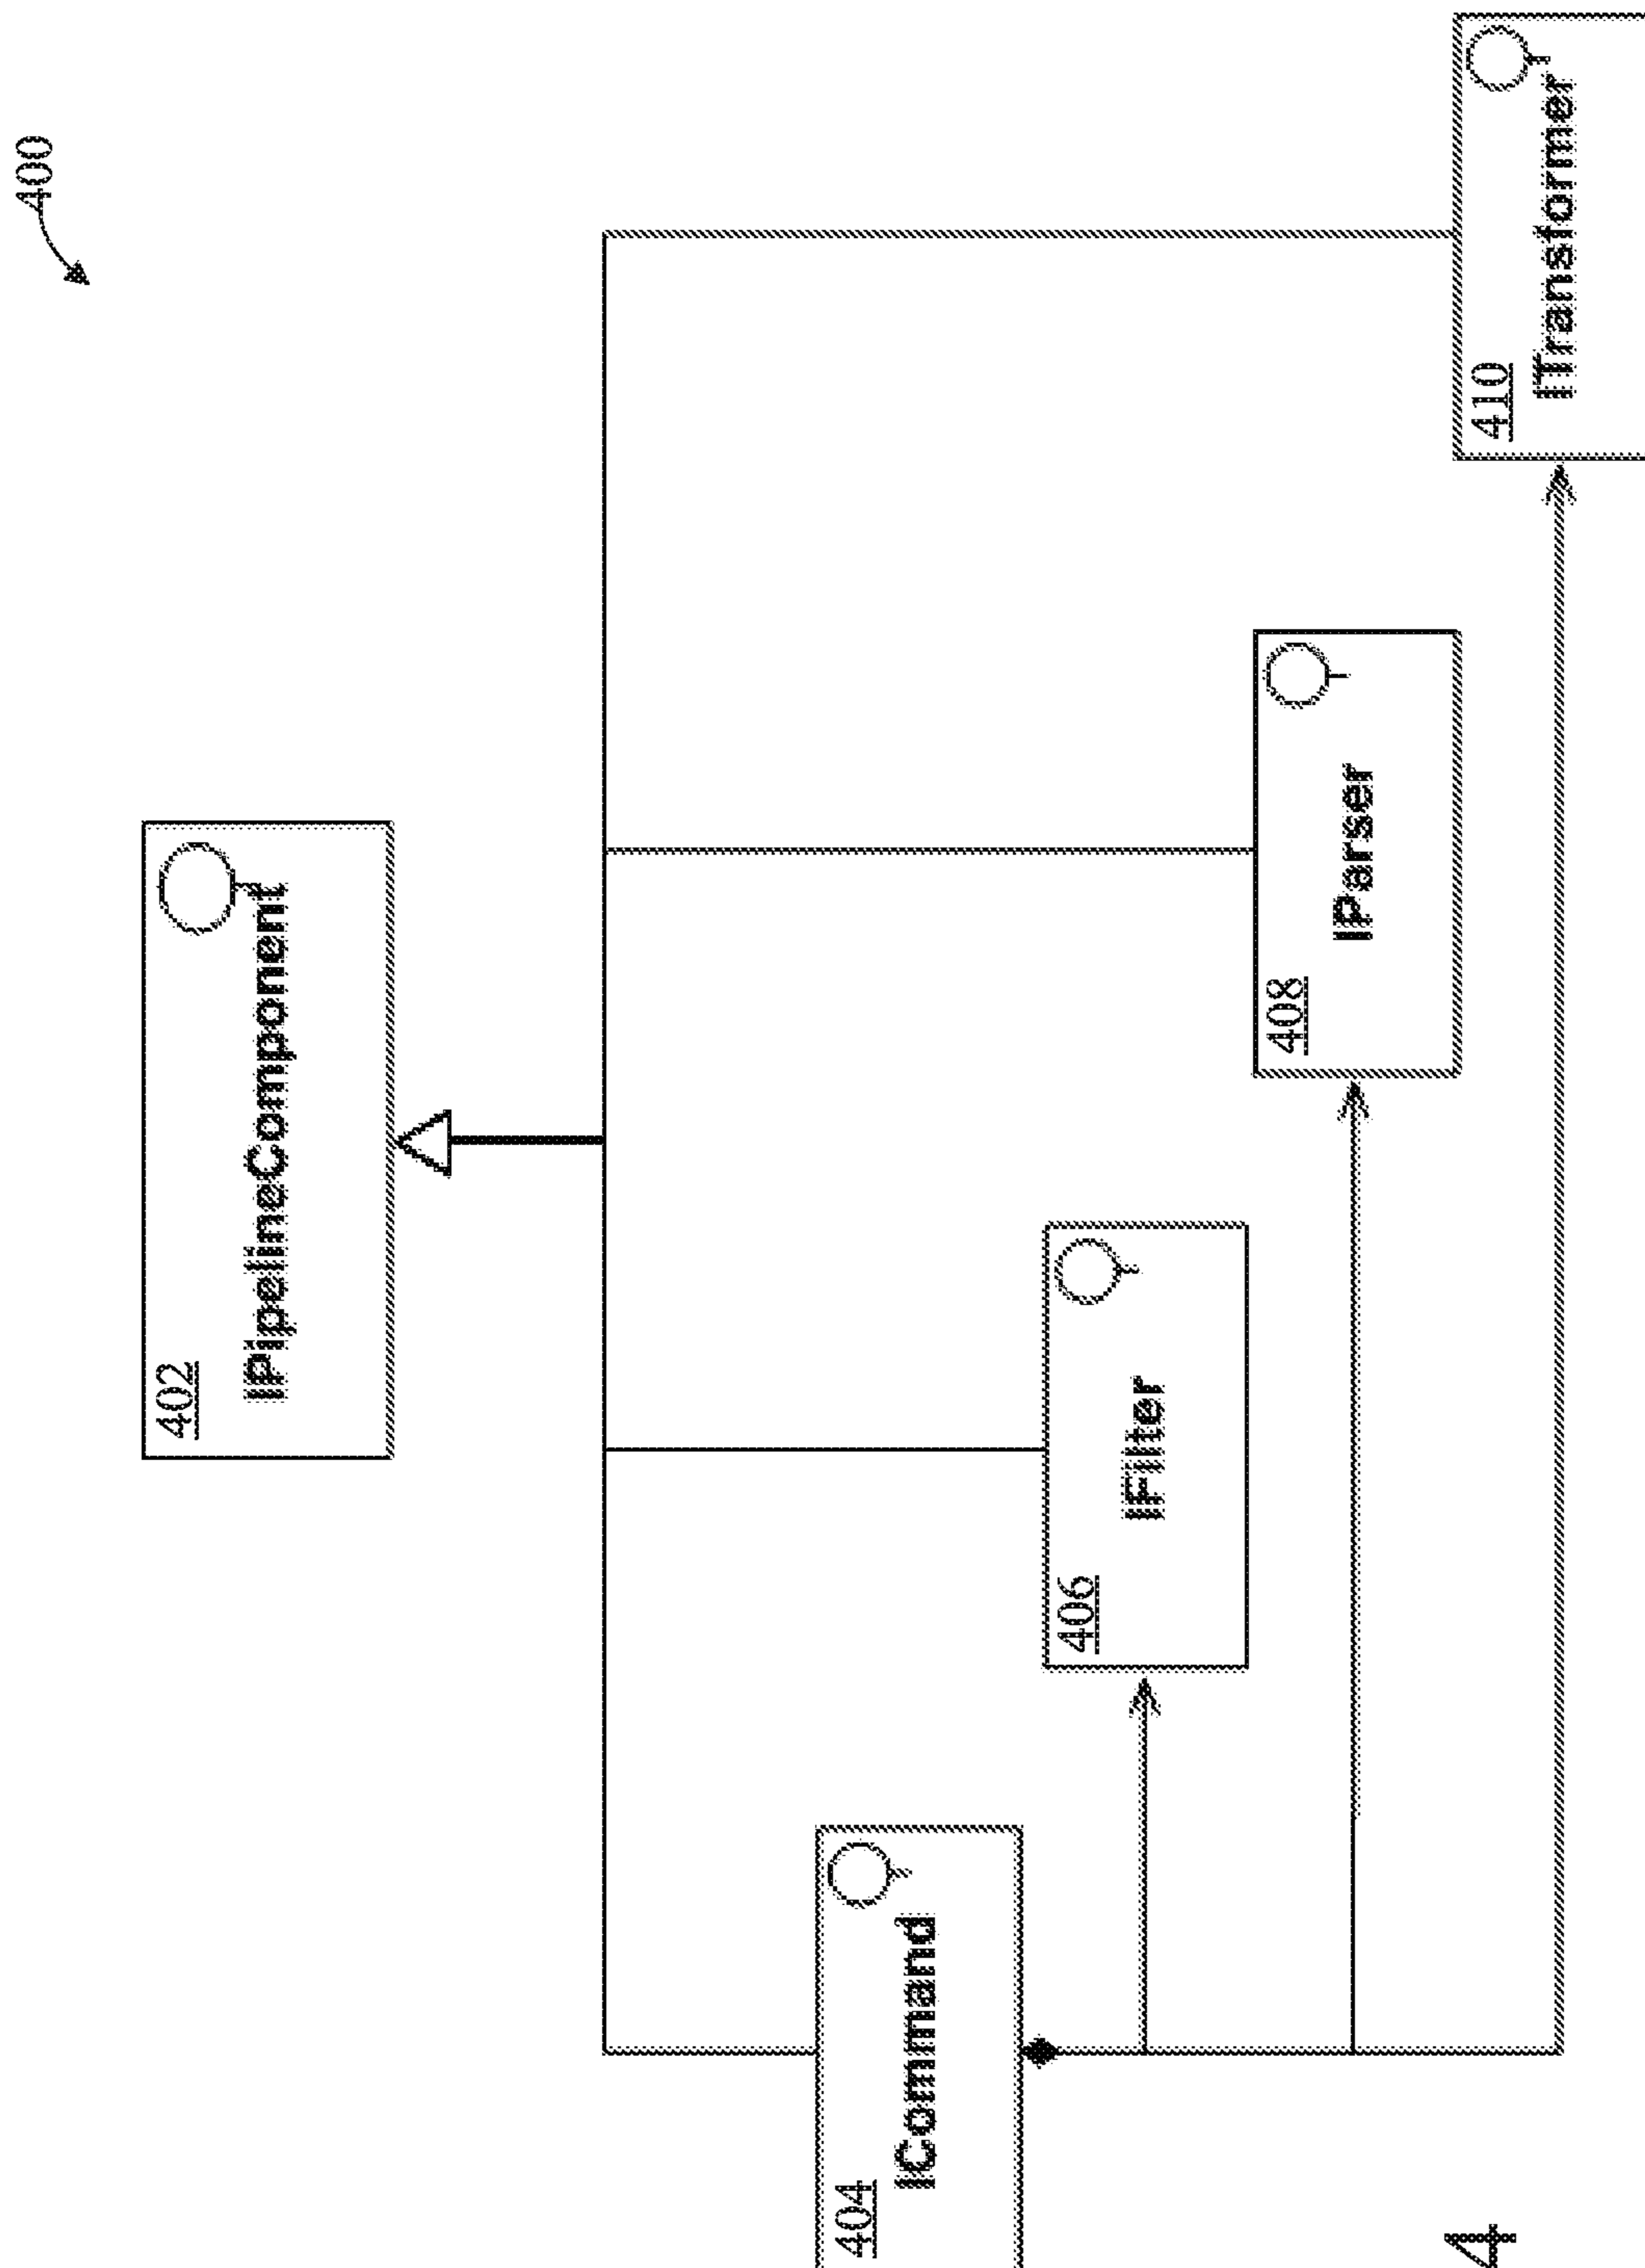 400
402
IPipelineComponent
404
ICommand
406
IFilter
408
IParser
410
ITransformer
4